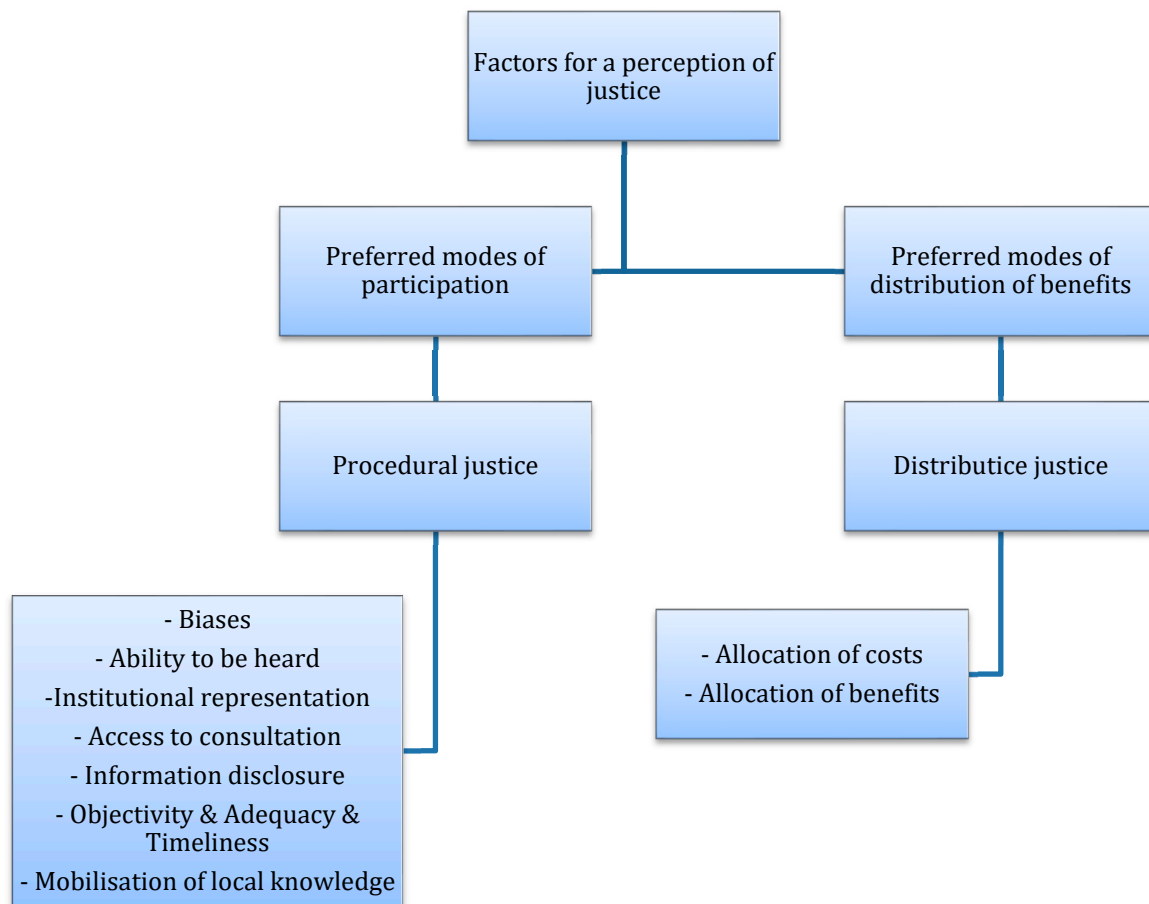 Factors for a perception of
justice
Preferred modes of
participation
Preferred modes of
distribution of benefits
Procedural justice
Distributice justice
- Biases
- Ability to be heard
-Institutional representation
- Access to consultation
- Information disclosure
- Objectivity & Adequacy &
Timeliness
- Mobilisation of local knowledge
- Allocation of costs
- Allocation of benefits